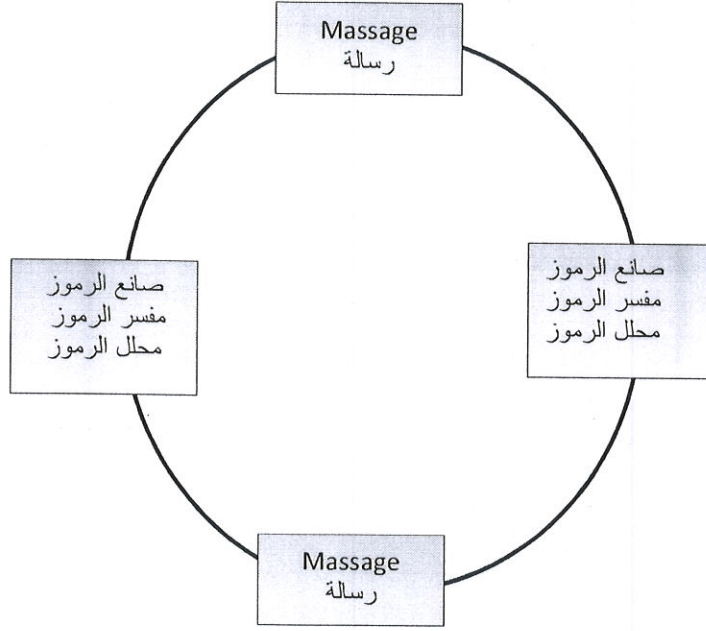 Massage
رسالة
صانع الرموز
مفسر الرموز
محلل الرموز
صانع الرموز
مفسر الرموز
محلل الرموز
Massage
رسالة